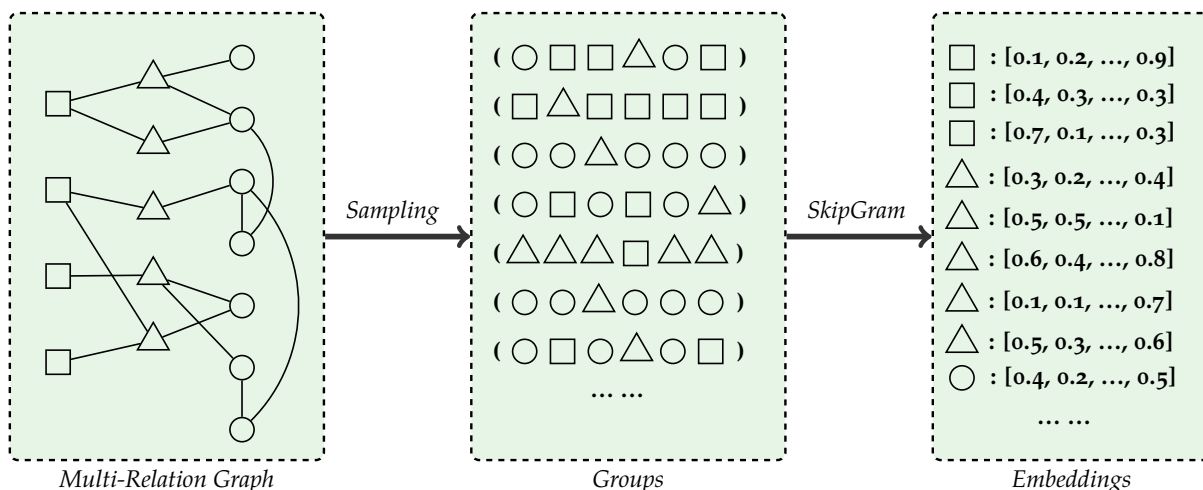 ( )
( )
( )
( )
( )
( )
( )
... ...
: [0.1, 0.2, ..., 0.9]
: [0.4, 0.3, ..., 0.3]
: [0.7, 0.1, ..., 0.3]
: [0.3, 0.2, ..., 0.4]
: [0.5, 0.5, ..., 0.1]
: [0.6, 0.4, ..., 0.8]
: [0.1, 0.1, ..., 0.7]
: [0.5, 0.3, ..., 0.6]
: [0.4, 0.2, ..., 0.5]
... ...
Sampling
SkipGram
Multi-Relation Graph
Groups
Embeddings